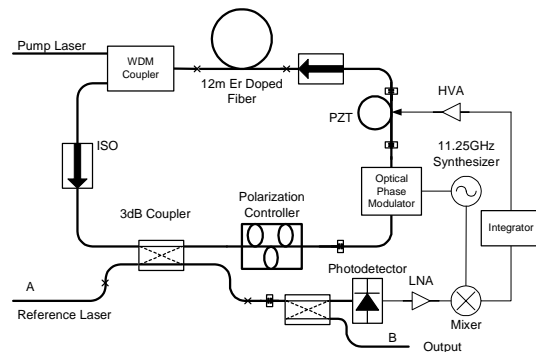 Pump Laser
WDM
Coupler
12m Er Doped
Fiber
HVA
PZT
11.25GHz
Synthesizer
ISO
Optical
Phase
Modulator
Polarization
Controller
3dB Coupler
Integrator
Photodetector
LNA
A
Reference Laser
Mixer
B
Output